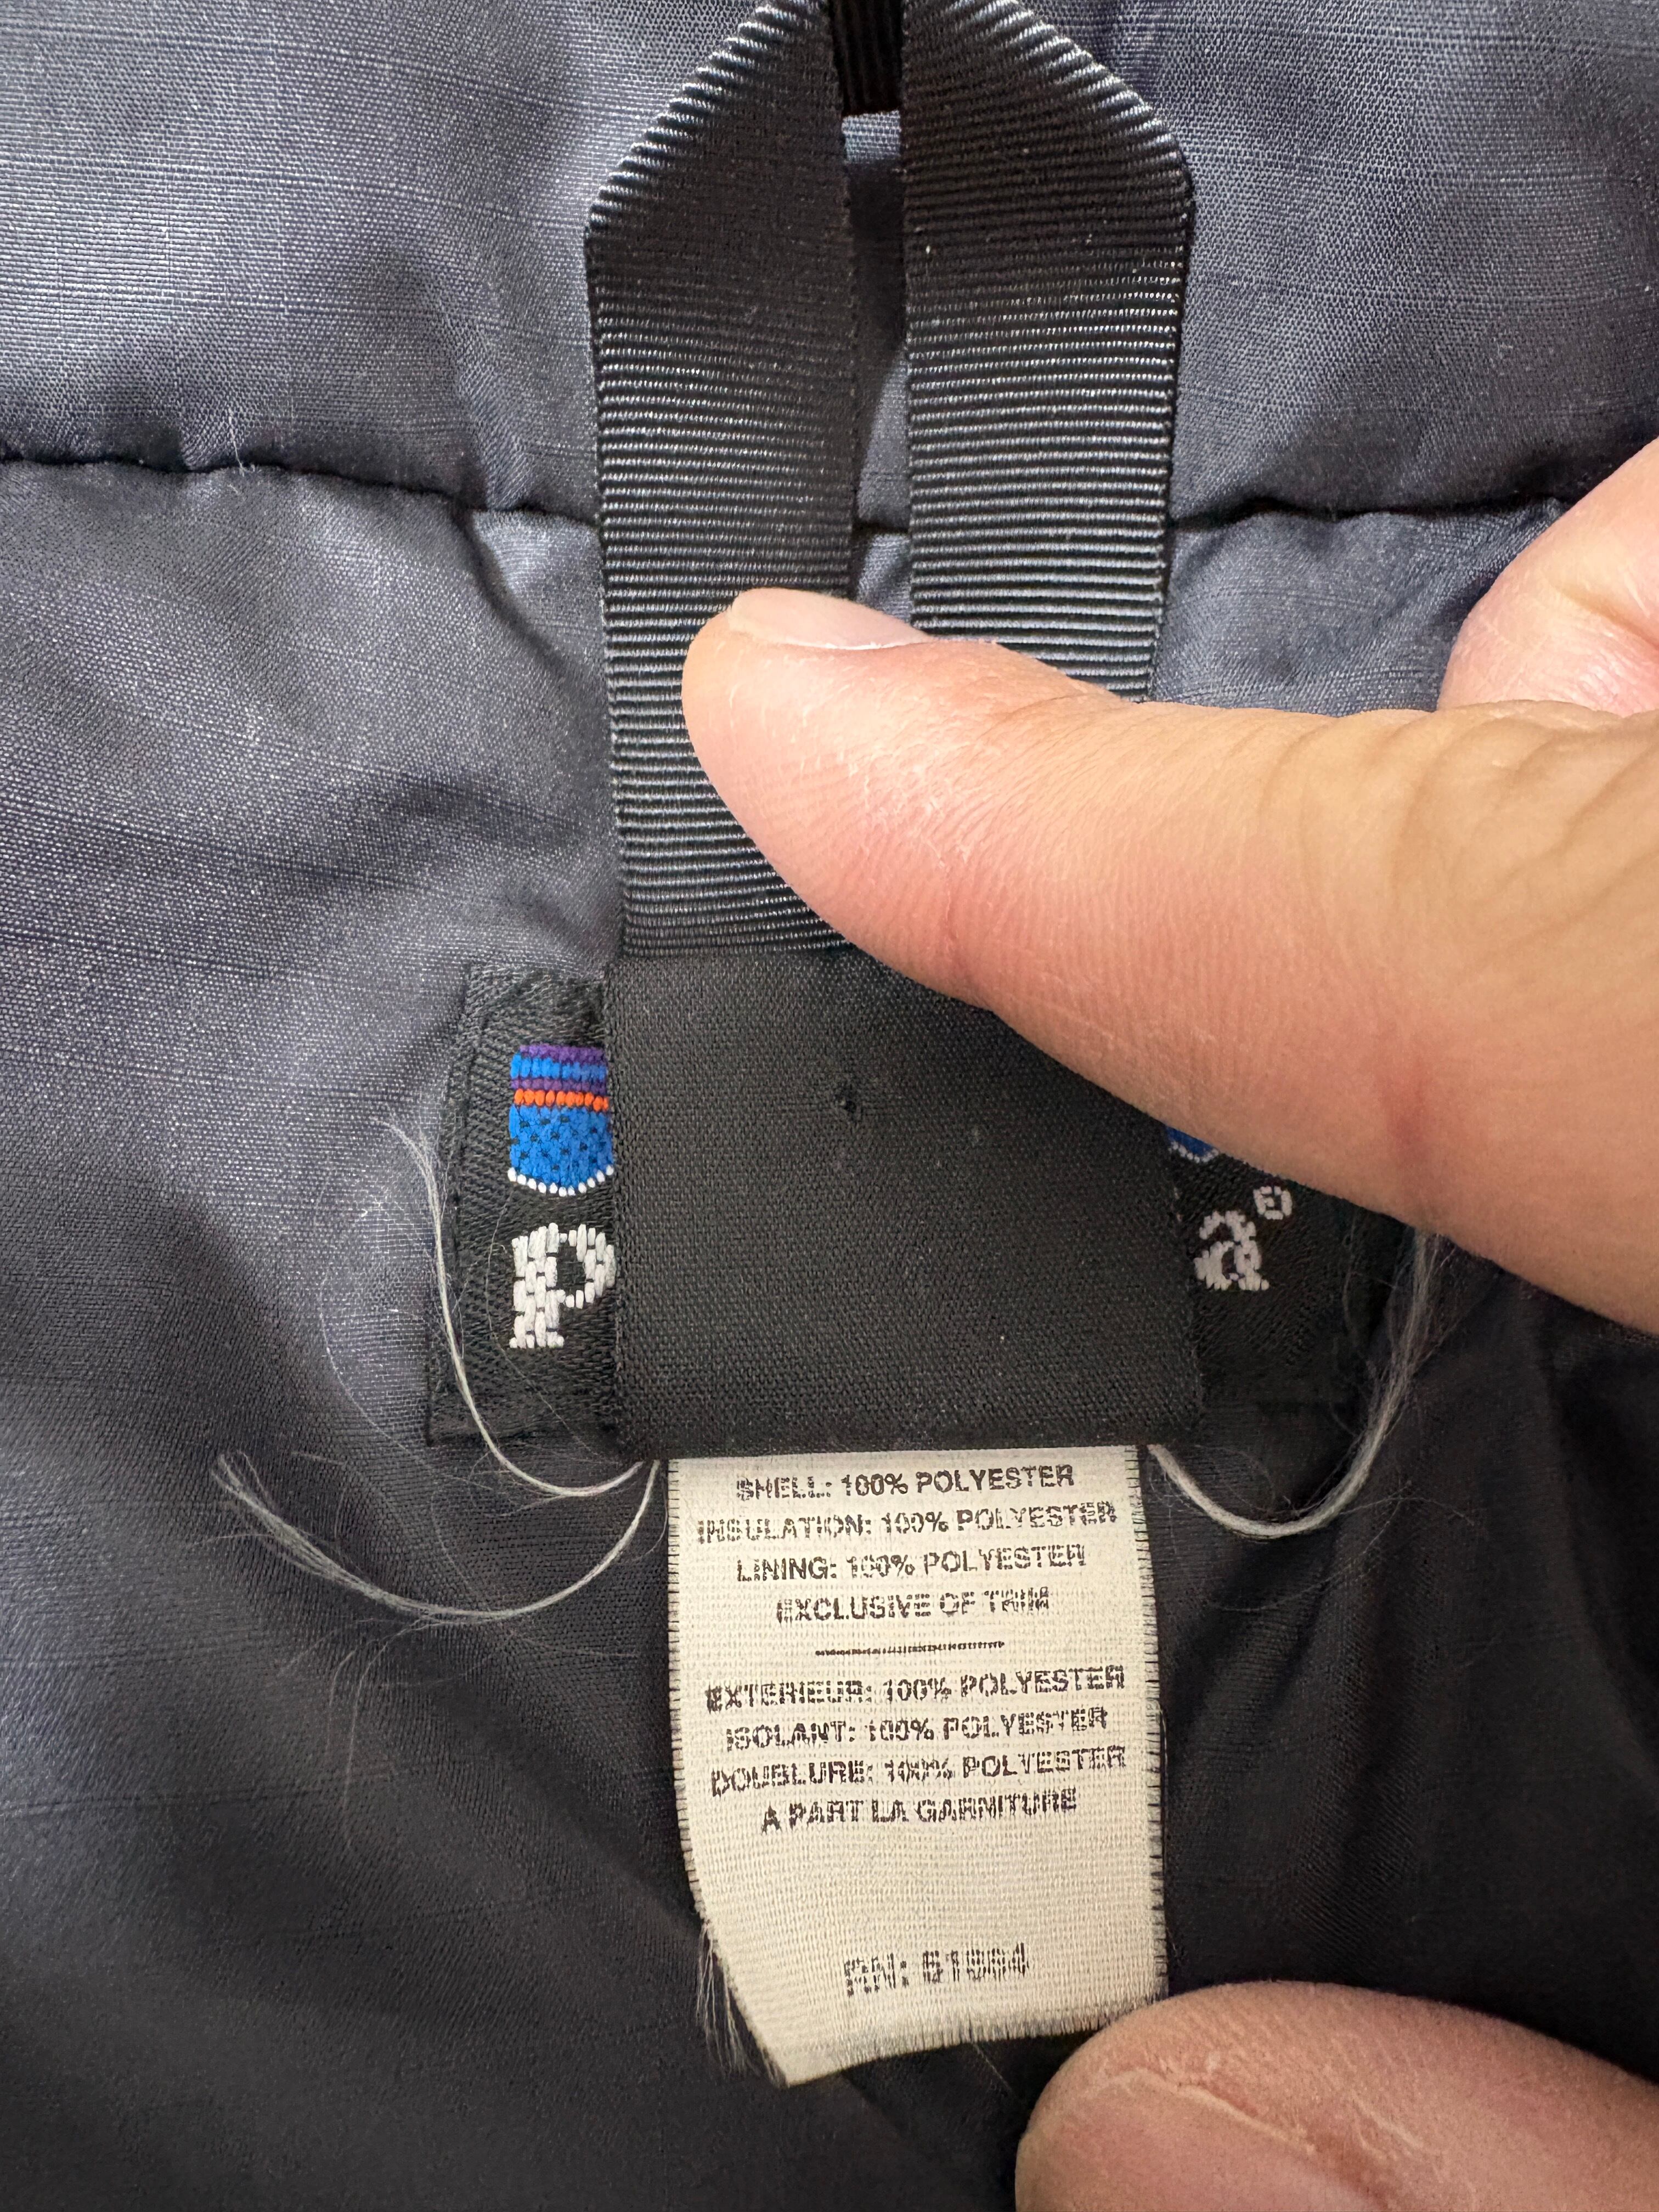 p
a®
SHELL: 100% POLYESTER
INSULATION: 100% POLYESTER
LINING: 100% POLYESTER
EXCLUSIVE OF TRIM
EXTERIEUR: 100% POLYESTER
ISOLANT: 100% POLYESTER
DOUBLURE: 100% POLYESTER
A PART LA GARNITURE
RN: 51884